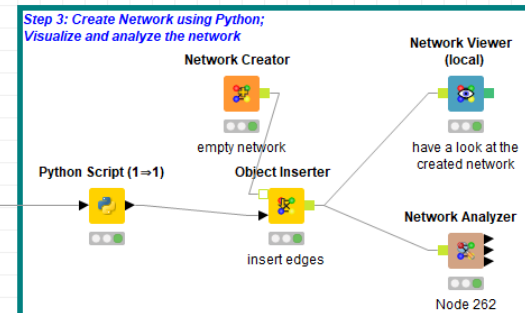 Step 3: Create Network using Python;
Visualize and analyze the network
Network Creator
empty network
Network Viewer
(local)
have a look at the
created network
Python Script (1⇒1)
Object Inserter
insert edges
Network Analyzer
Node 262